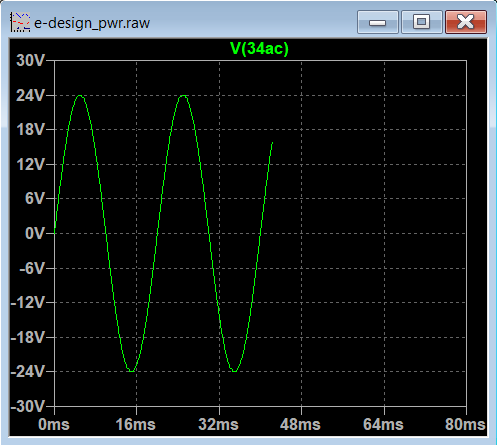 e-design_pwr.raw
V(34ac)
30V
24V
18V
12V
6V
0V
-6V
-12V
-18V
-24V
-30V
0ms 16ms 32ms 48ms 64ms 80ms